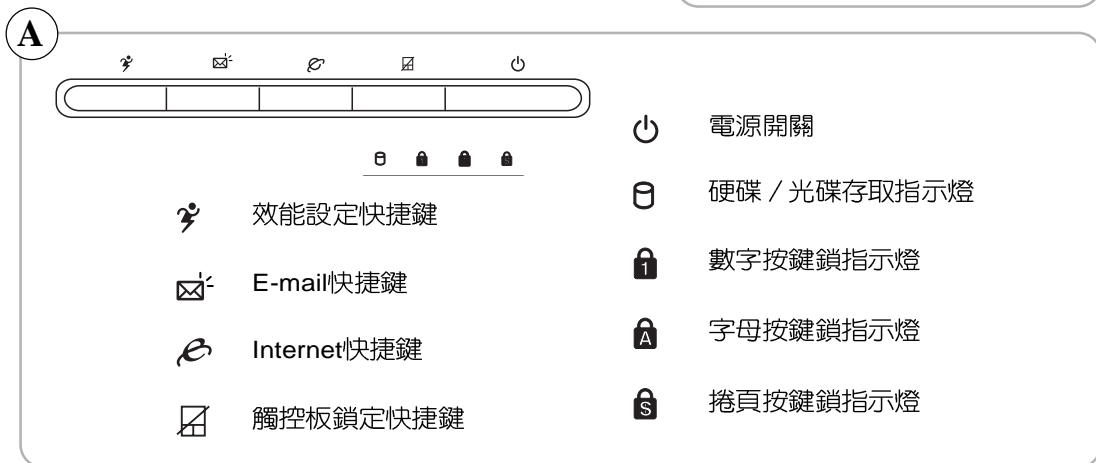 A
電源開關
硬碟 / 光碟存取指示燈
效能設定快捷鍵
1 數字按鍵鎖指示燈
E-mail快捷鍵
A 字母按鍵鎖指示燈
Internet快捷鍵
S 捲頁按鍵鎖指示燈
觸控板鎖定快捷鍵